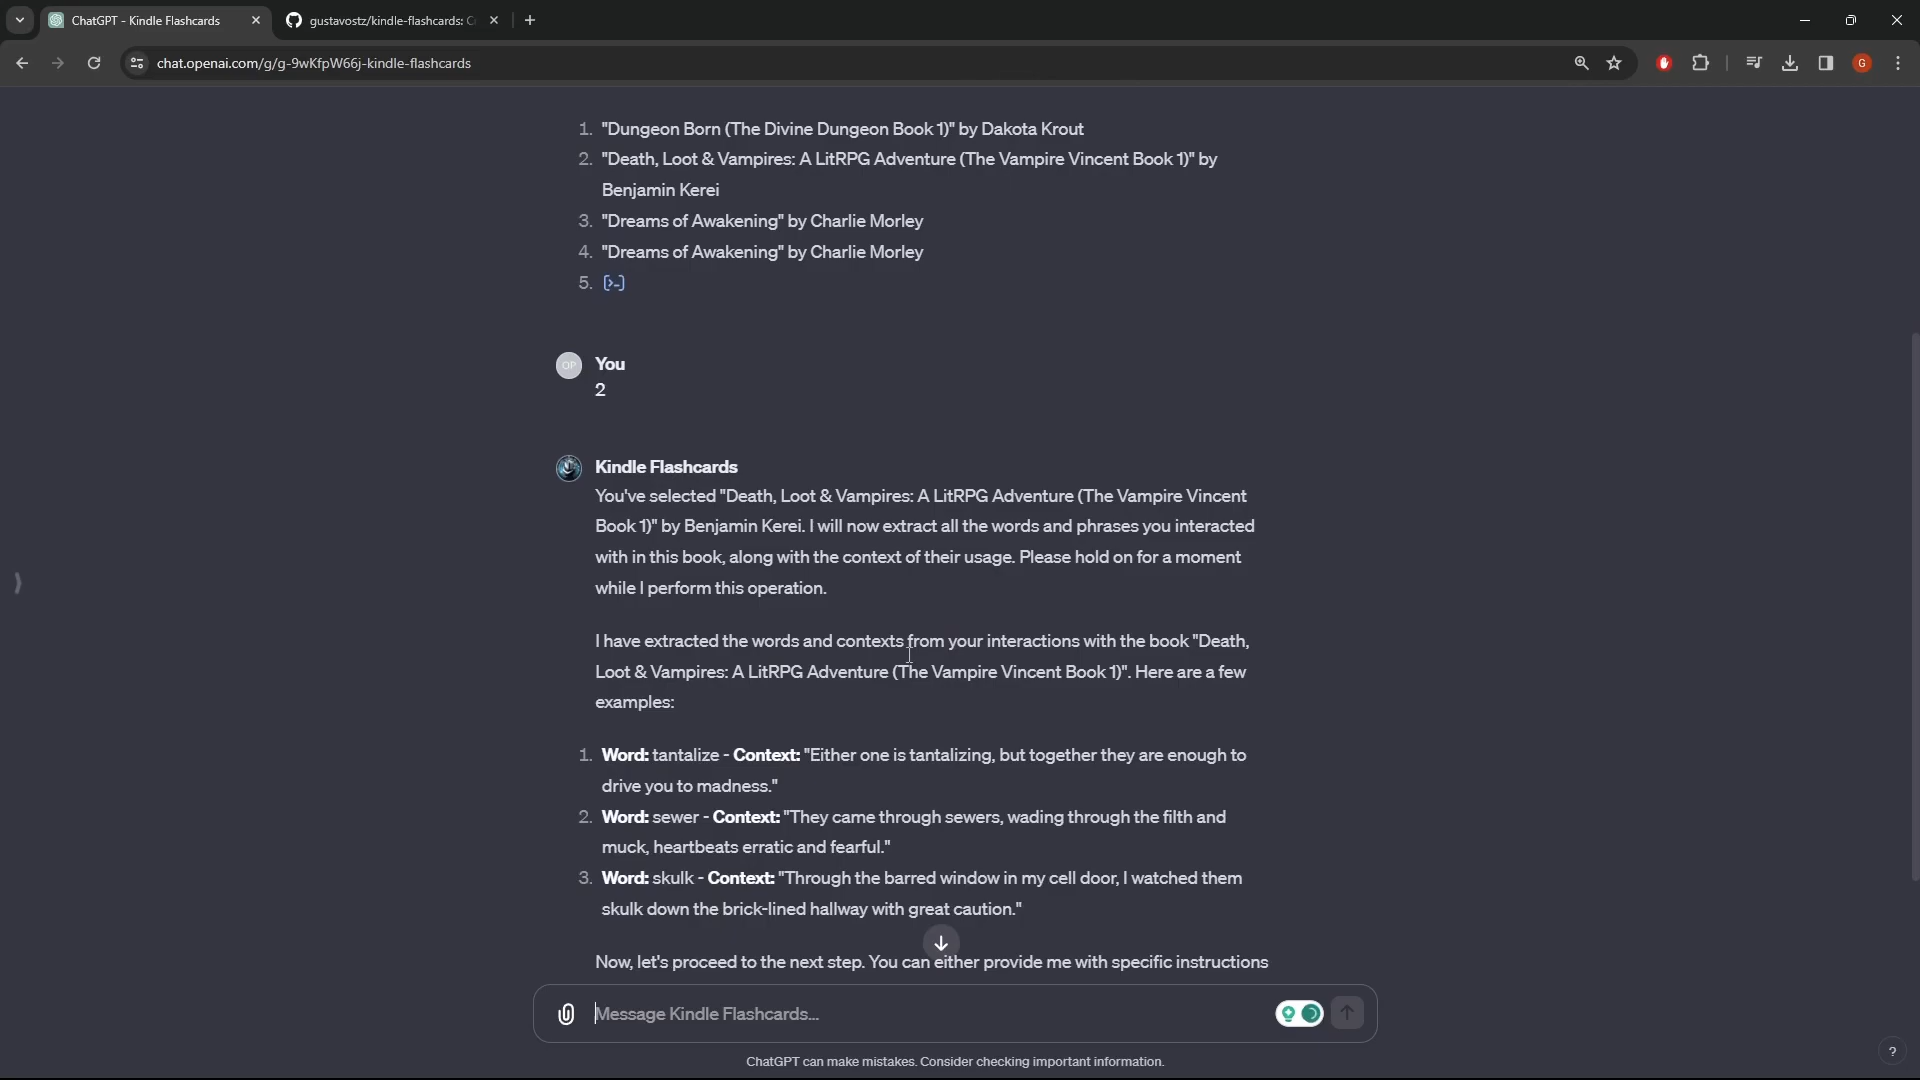 ChatGPT - Kindle Flashcards
gustavostz/kindle-flashcards: C
chat.openai.com/g/g-9wKfpW66j-kindle-flashcards
G
1. "Dungeon Born (The Divine Dungeon Book 1)" by Dakota Krout
2. "Death, Loot & Vampires: A LitRPG Adventure (The Vampire Vincent Book 1)" by
Benjamin Kerei
3. "Dreams of Awakening" by Charlie Morley
4. "Dreams of Awakening" by Charlie Morley
5.
OP
You
2
Kindle Flashcards
You've selected "Death, Loot & Vampires: A LitRPG Adventure (The Vampire Vincent
Book 1)" by Benjamin Kerei. I will now extract all the words and phrases you interacted
with in this book, along with the context of their usage. Please hold on for a moment
while I perform this operation.
I have extracted the words and contexts from your interactions with the book "Death,
Loot & Vampires: A LitRPG Adventure (The Vampire Vincent Book 1)". Here are a few
examples:
1. Word: tantalize - Context: "Either one is tantalizing, but together they are enough to
drive you to madness."
2. Word: sewer - Context: "They came through sewers, wading through the filth and
muck, heartbeats erratic and fearful."
3. Word: skulk - Context: "Through the barred window in my cell door, I watched them
skulk down the brick-lined hallway with great caution."
Now, let's proceed to the next step. You can either provide me with specific instructions
Message Kindle Flashcards...
ChatGPT can make mistakes. Consider checking important information.
?